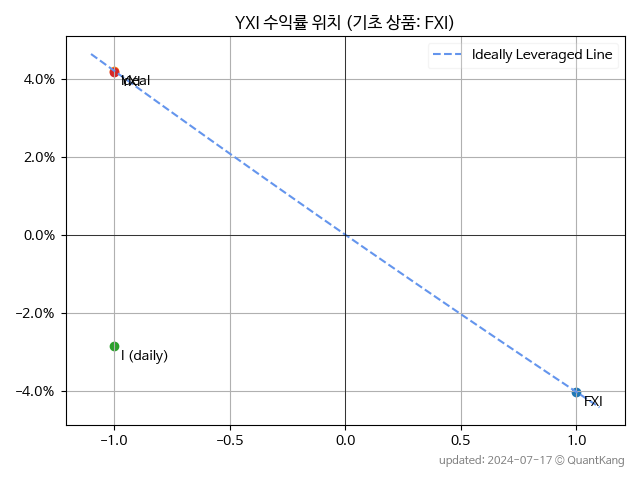 YXI 수익률 위치 (기초 상품: FXI)
Ideally Leveraged Line
4.0%
Ideal
YXI
2.0%
0.0%
−2.0%
I (daily)
−4.0%
FXI
−1.0 −0.5 0.0 0.5 1.0
updated: 2024-07-17 © QuantKang